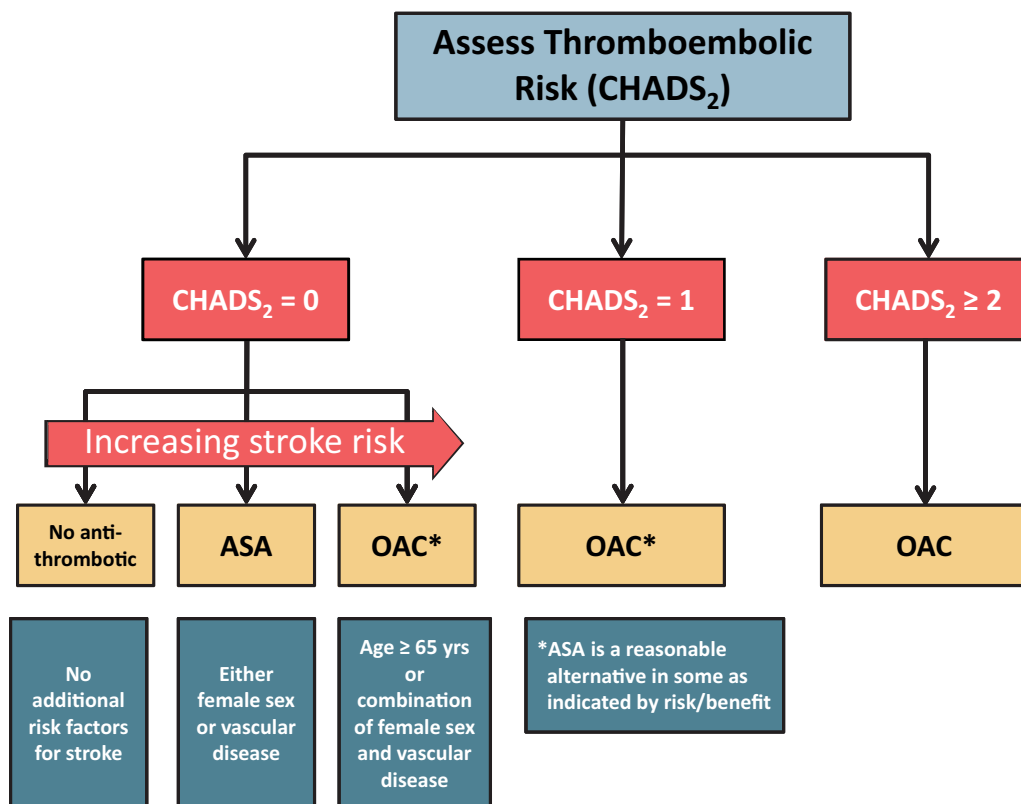 Assess Thromboembolic
Risk (CHADS₂)
CHADS₂ = 0
CHADS₂ = 1
CHADS₂ ≥ 2
Increasing stroke risk
No anti-
thrombotic
ASA
OAC*
OAC*
OAC
No
additional
risk factors
for stroke
Either
female sex
or vascular
disease
Age ≥ 65 yrs
or
combination
of female sex
and vascular
disease
*ASA is a reasonable
alternative in some as
indicated by risk/benefit